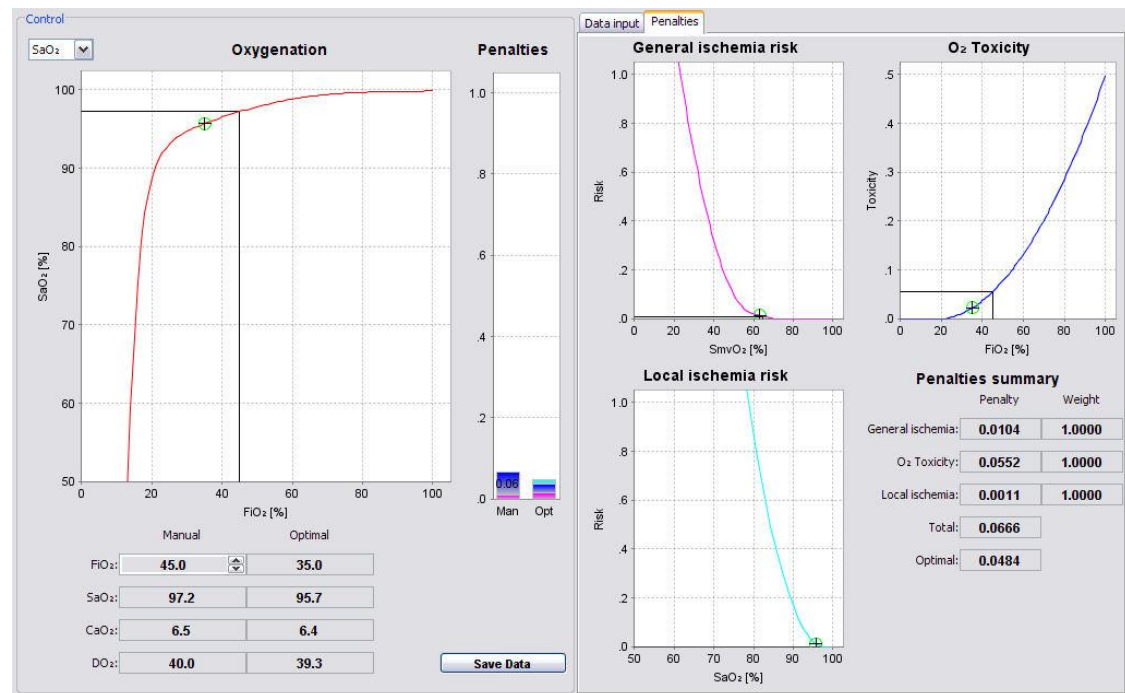 Control
SaO₂
Oxygenation
Penalties
100
90
80
70
60
50
SaO₂ [%]
0 20 40 60 80 100
FiO₂ [%]
1.0
.8
.6
.4
.2
.0
0.06
Man Opt
Manual Optimal
FiO₂: 45.0 35.0
SaO₂: 97.2 95.7
CaO₂: 6.5 6.4
DO₂: 40.0 39.3
Save Data
Data input Penalties
General ischemia risk
1.0
.8
.6
.4
.2
.0
Risk
0 20 40 60 80 100
SmvO₂ [%]
O₂ Toxicity
.5
.4
.3
.2
.1
.0
Toxicity
0 20 40 60 80 100
FiO₂ [%]
Local ischemia risk
1.0
.8
.6
.4
.2
.0
Risk
50 60 70 80 90 100
SaO₂ [%]
Penalties summary
Penalty Weight
General ischemia: 0.0104 1.0000
O₂ Toxicity: 0.0552 1.0000
Local ischemia: 0.0011 1.0000
Total: 0.0666
Optimal: 0.0484